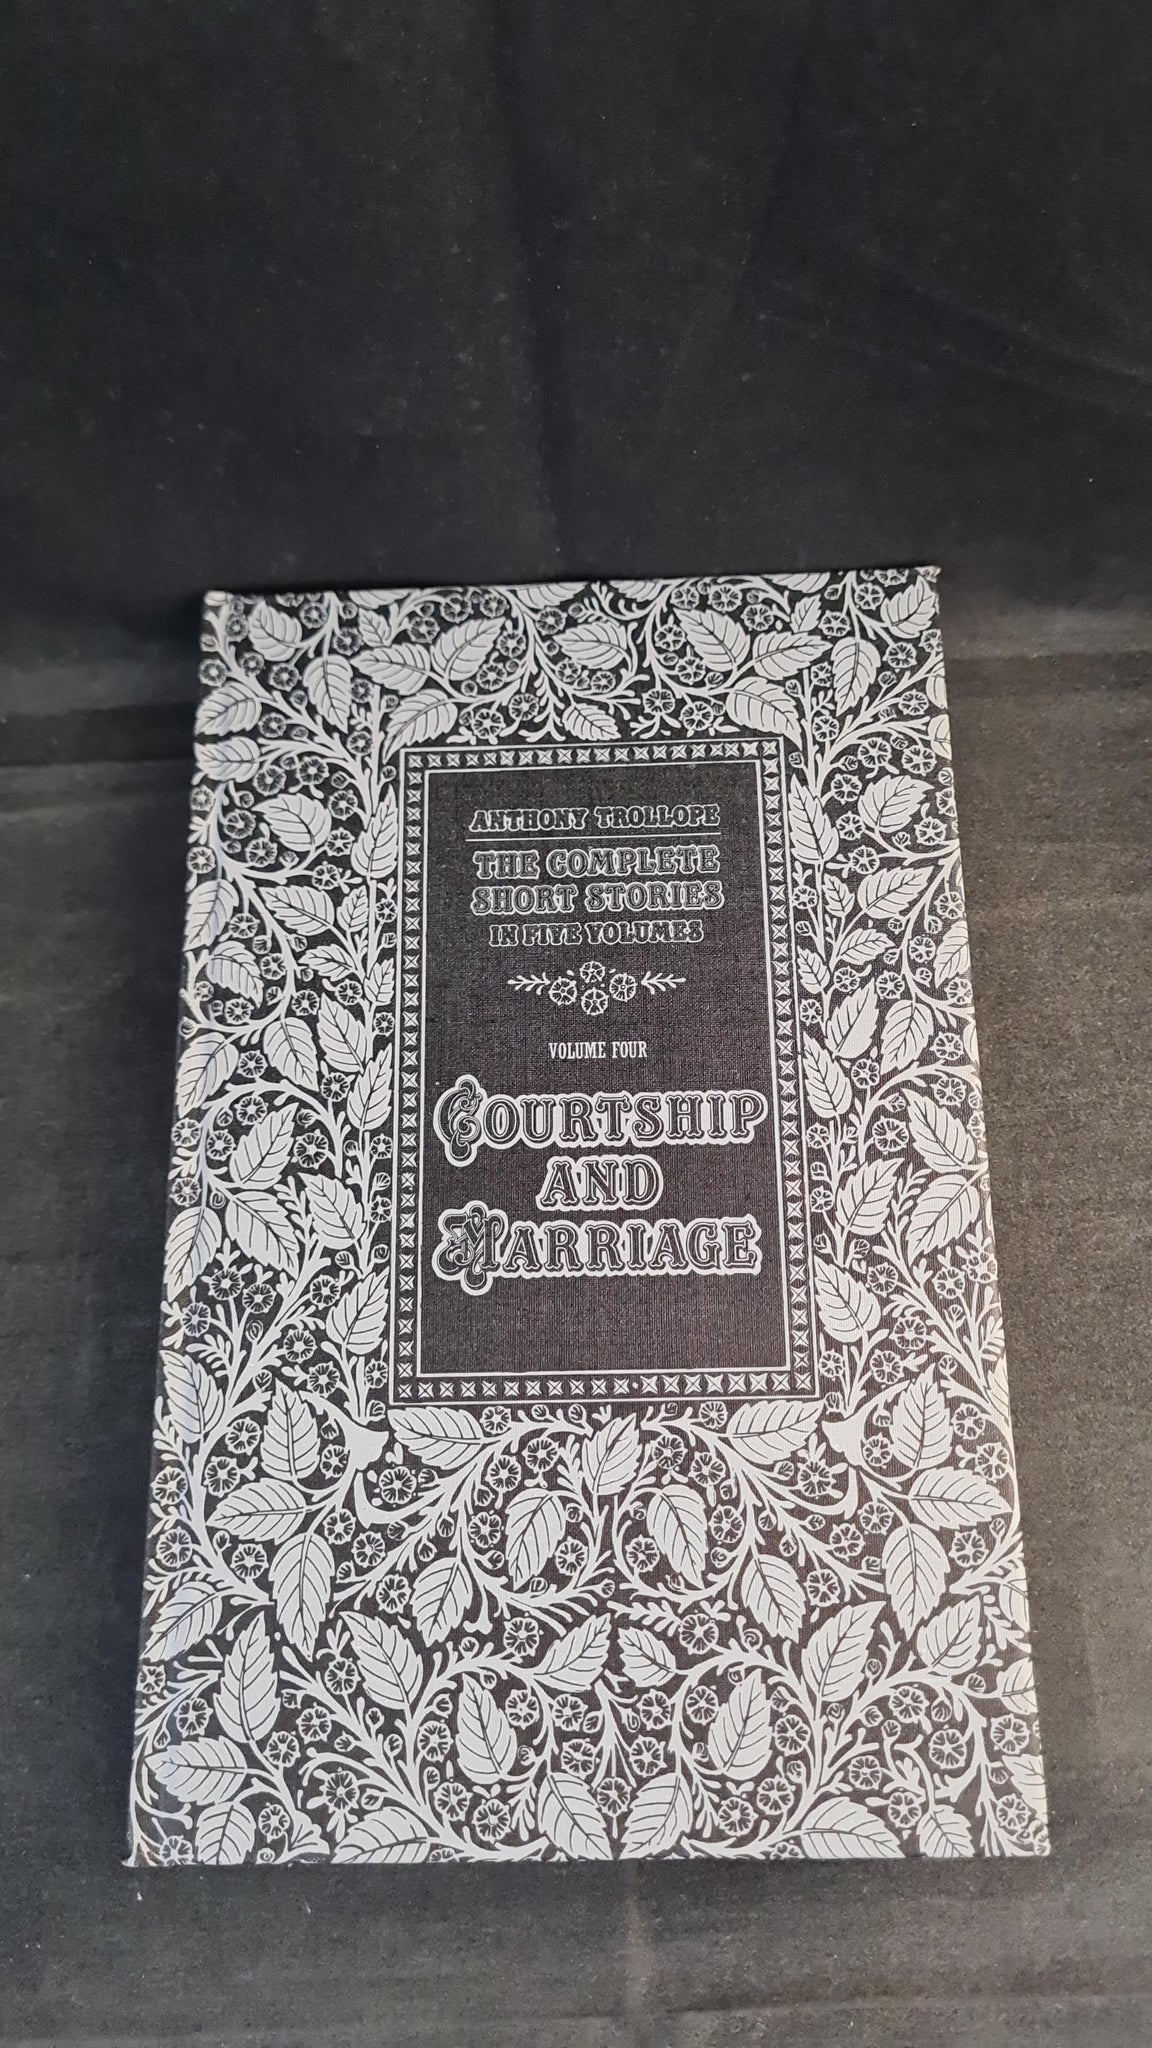 ANTHONY TROLLOPE
THE COMPLETE
SHORT STORIES
IN FIVE VOLUMES
VOLUME FOUR
COURTSHIP
AND
MARRIAGE